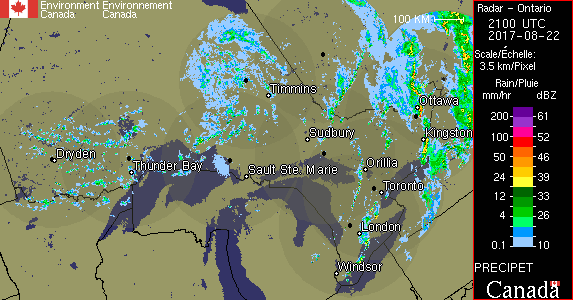 Environment Environnement
Canada Canada
100 KM
Timmins
Ottawa
Sudbury
Kingston
Dryden
Thunder Bay
Sault Ste. Marie
Orillia
Toronto
London
Windsor
Radar - Ontario
2100 UTC
2017-08-22
Scale/Échelle:
3.5 km/Pixel
Rain/Pluie
mm/hr dBZ
200 61
100 52
50 46
24 39
12 33
4 26
0.1 10
PRECIPET
Canada